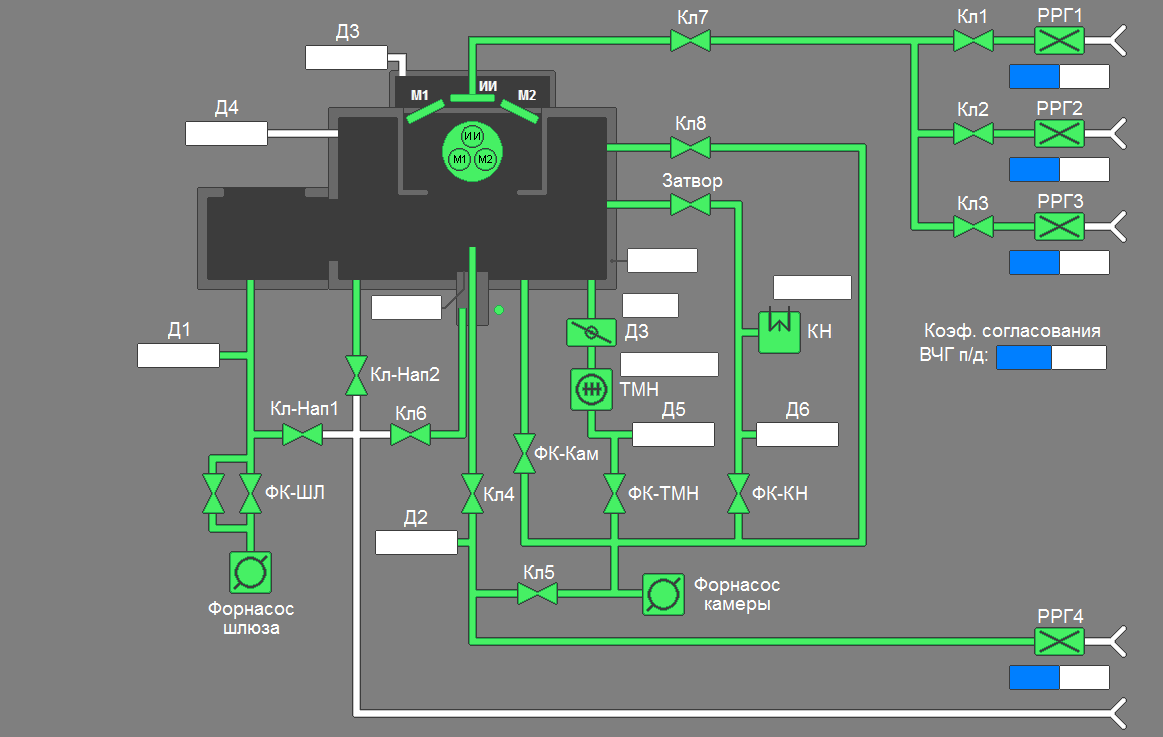 Кл7
Кл1
РРГ1
Д3
ИИ
М1
М2
Д4
Кл2
РРГ2
Кл8
ИИ
М1
М2
Затвор
Кл3
РРГ3
Д1
ДЗ
КН
Коэф. согласования
ВЧГ п/д:
Кл-Нап2
ТМН
Кл-Нап1
Кл6
Д5
Д6
ФК-Кам
ФК-ШЛ
Кл4
ФК-ТМН
ФК-КН
Д2
Кл5
Форнасос
камеры
Форнасос
шлюза
РРГ4